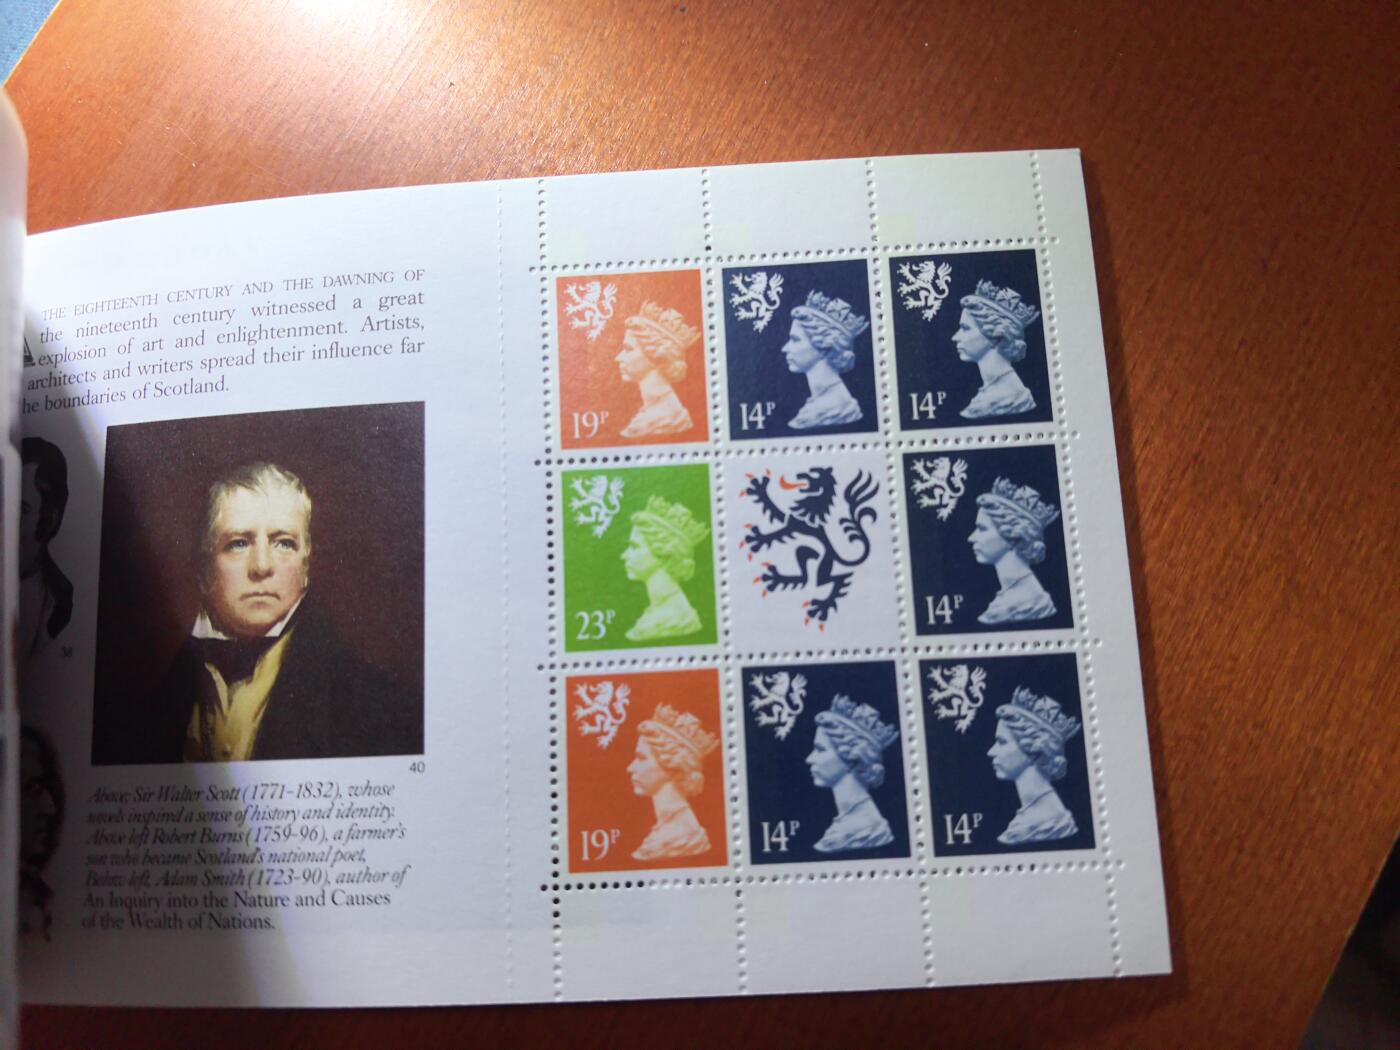 THE EIGHTEENTH CENTURY AND THE DAWNING OF
the nineteenth century witnessed a great
explosion of art and enlightenment. Artists,
architects and writers spread their influence far
he boundaries of Scotland.
38
40
Above, Sir Walter Scott (1771-1832), whose
novels inspired a sense of history and identity.
Above left Robert Burns (1759-96), a farmer's
son who became Scotland's national poet.
Below left, Adam Smith (1723-90), author of
An Inquiry into the Nature and Causes
of the Wealth of Nations.
19P
14P
14P
23P
14P
19P
14P
14P